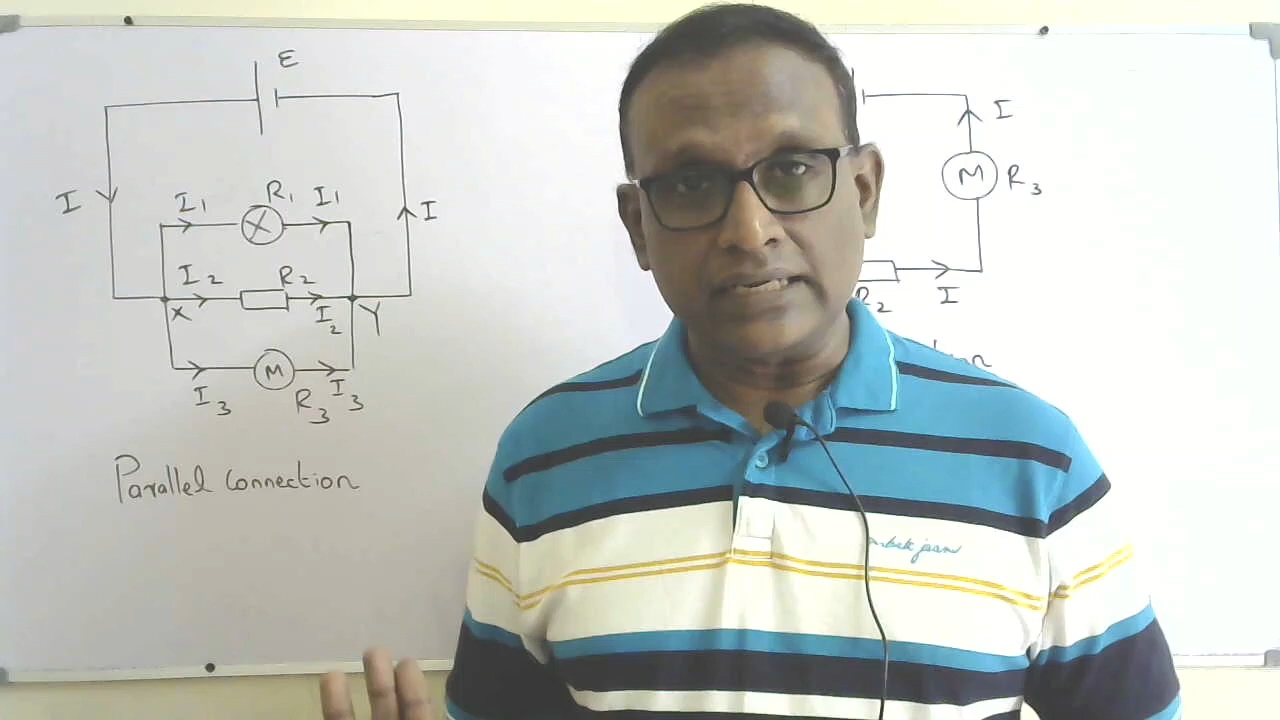 ε
I
I₁
R₁
I₁
I
I₂
R₂
X
I₂
Y
I₃
M
R₃
I₃
Parallel Connection
I
M
R₃
R₂
I